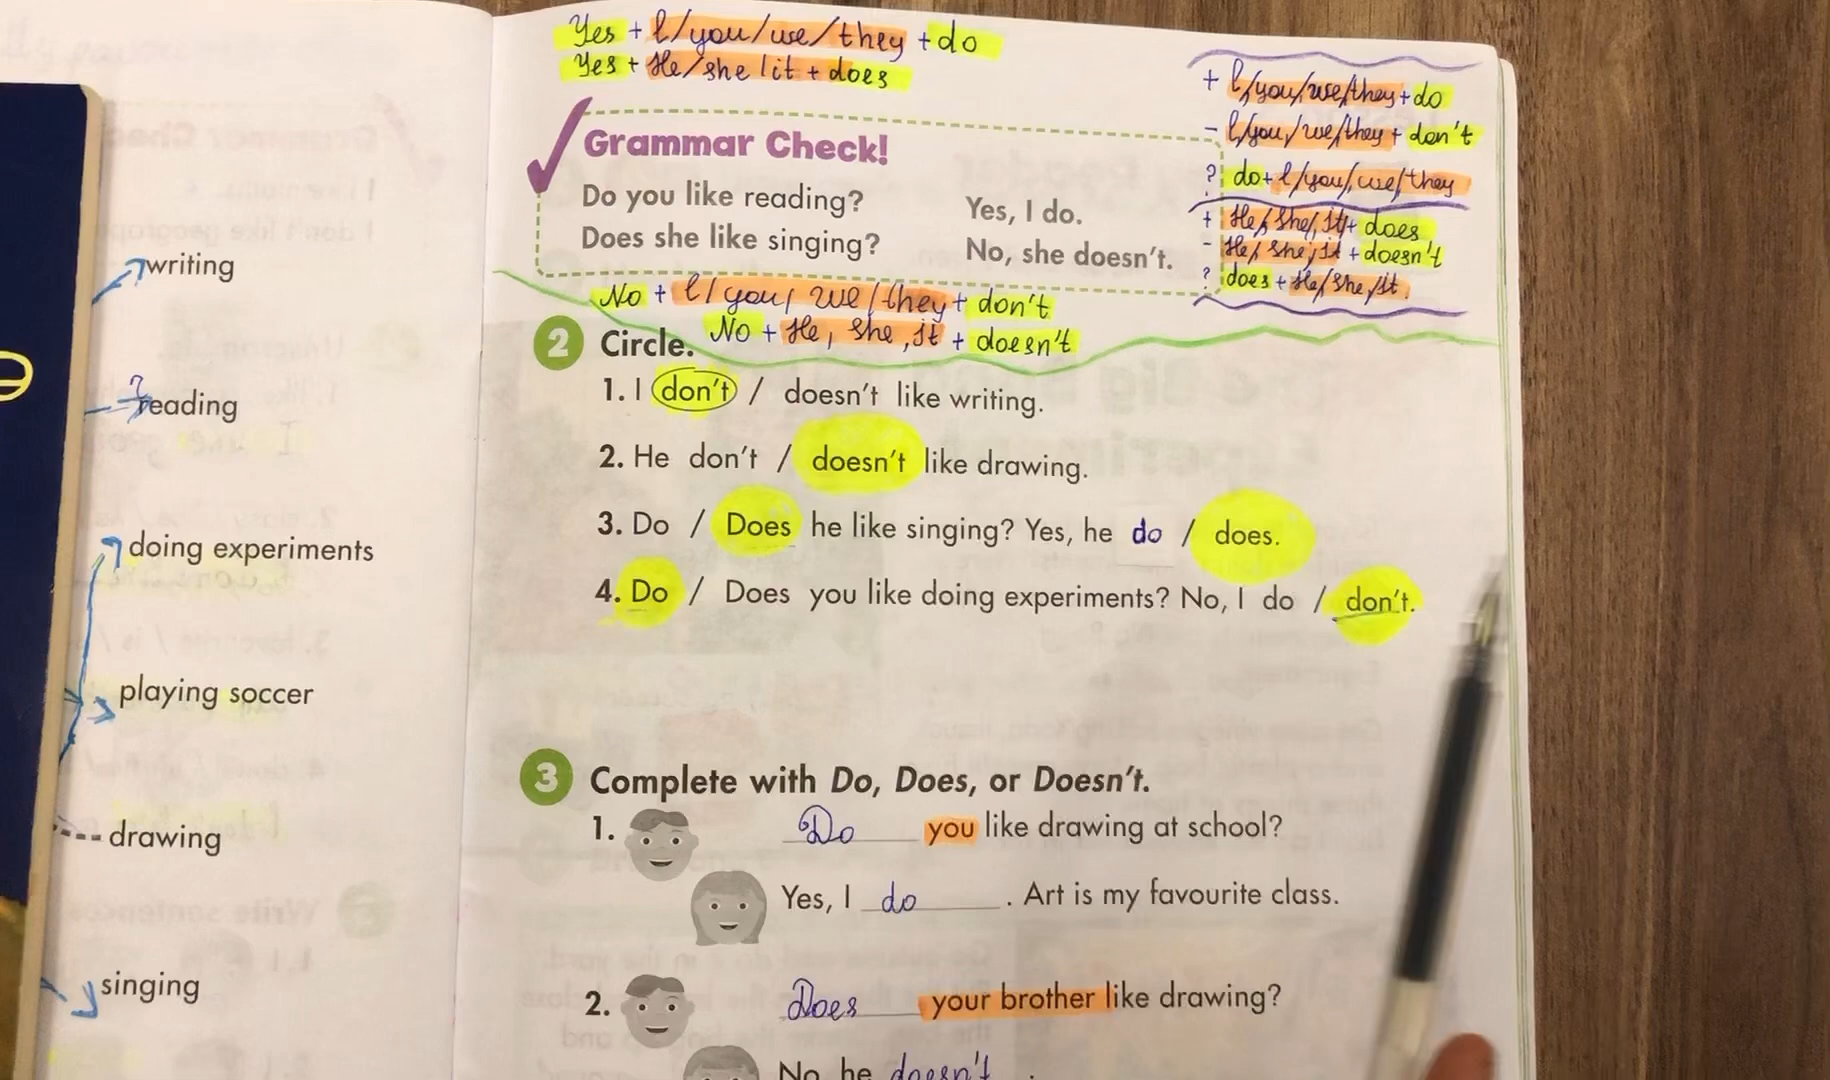 Yes + I/you/we/they + do
Yes + He/she/it + does
+ I/you/we/they + do
- I/you/we/they + don't
? do + I/you/we/they
+ He/She/It + does
- He/She/It + doesn't
? does + He/She/It.
Grammar Check!
Do you like reading? Yes, I do.
Does she like singing? No, she doesn't.
No + I/you/we/they + don't
No + He, she, it + doesn't
writing
reading
doing experiments
playing soccer
drawing
singing
2 Circle.
1. I don't / doesn't like writing.
2. He don't / doesn't like drawing.
3. Do / Does he like singing? Yes, he do / does.
4. Do / Does you like doing experiments? No, I do / don't.
3 Complete with Do, Does, or Doesn't.
1. Do you like drawing at school?
Yes, I do. Art is my favourite class.
2. Does your brother like drawing?
No he doesn't.